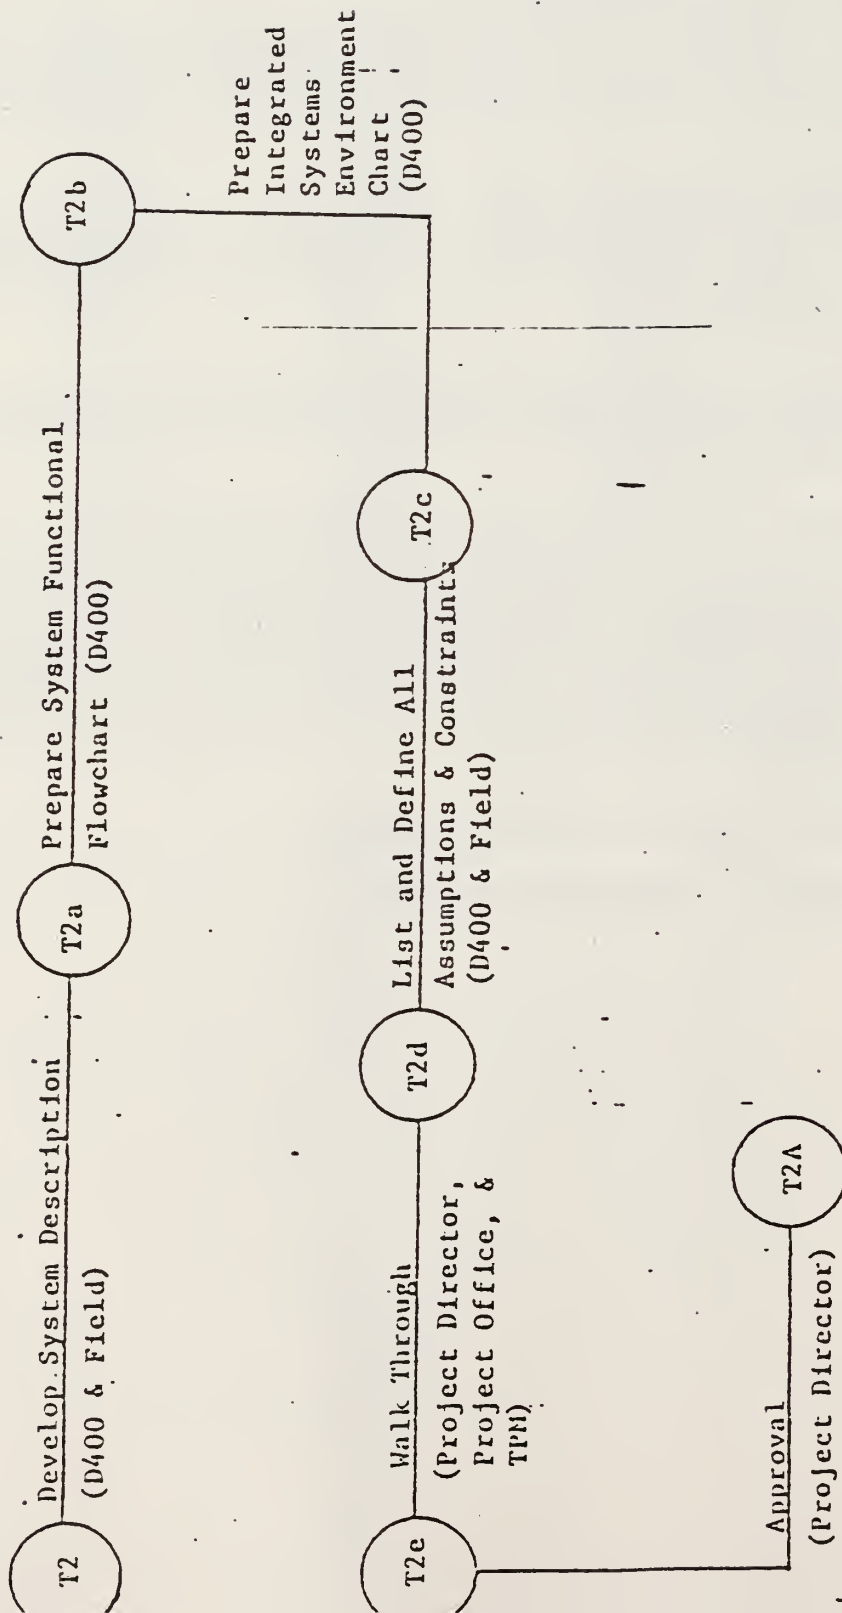 T2
Develop System Description
(D400 & Field)
T2a
Prepare System Functional
Flowchart (D400)
T2b
Prepare
Integrated
Systems
Environment
Chart
(D400)
T2c
List and Define All
Assumptions & Constraints
(D400 & Field)
T2d
Walk Through
(Project Director,
Project Office, &
TPM)
T2e
Approval
(Project Director)
T2A